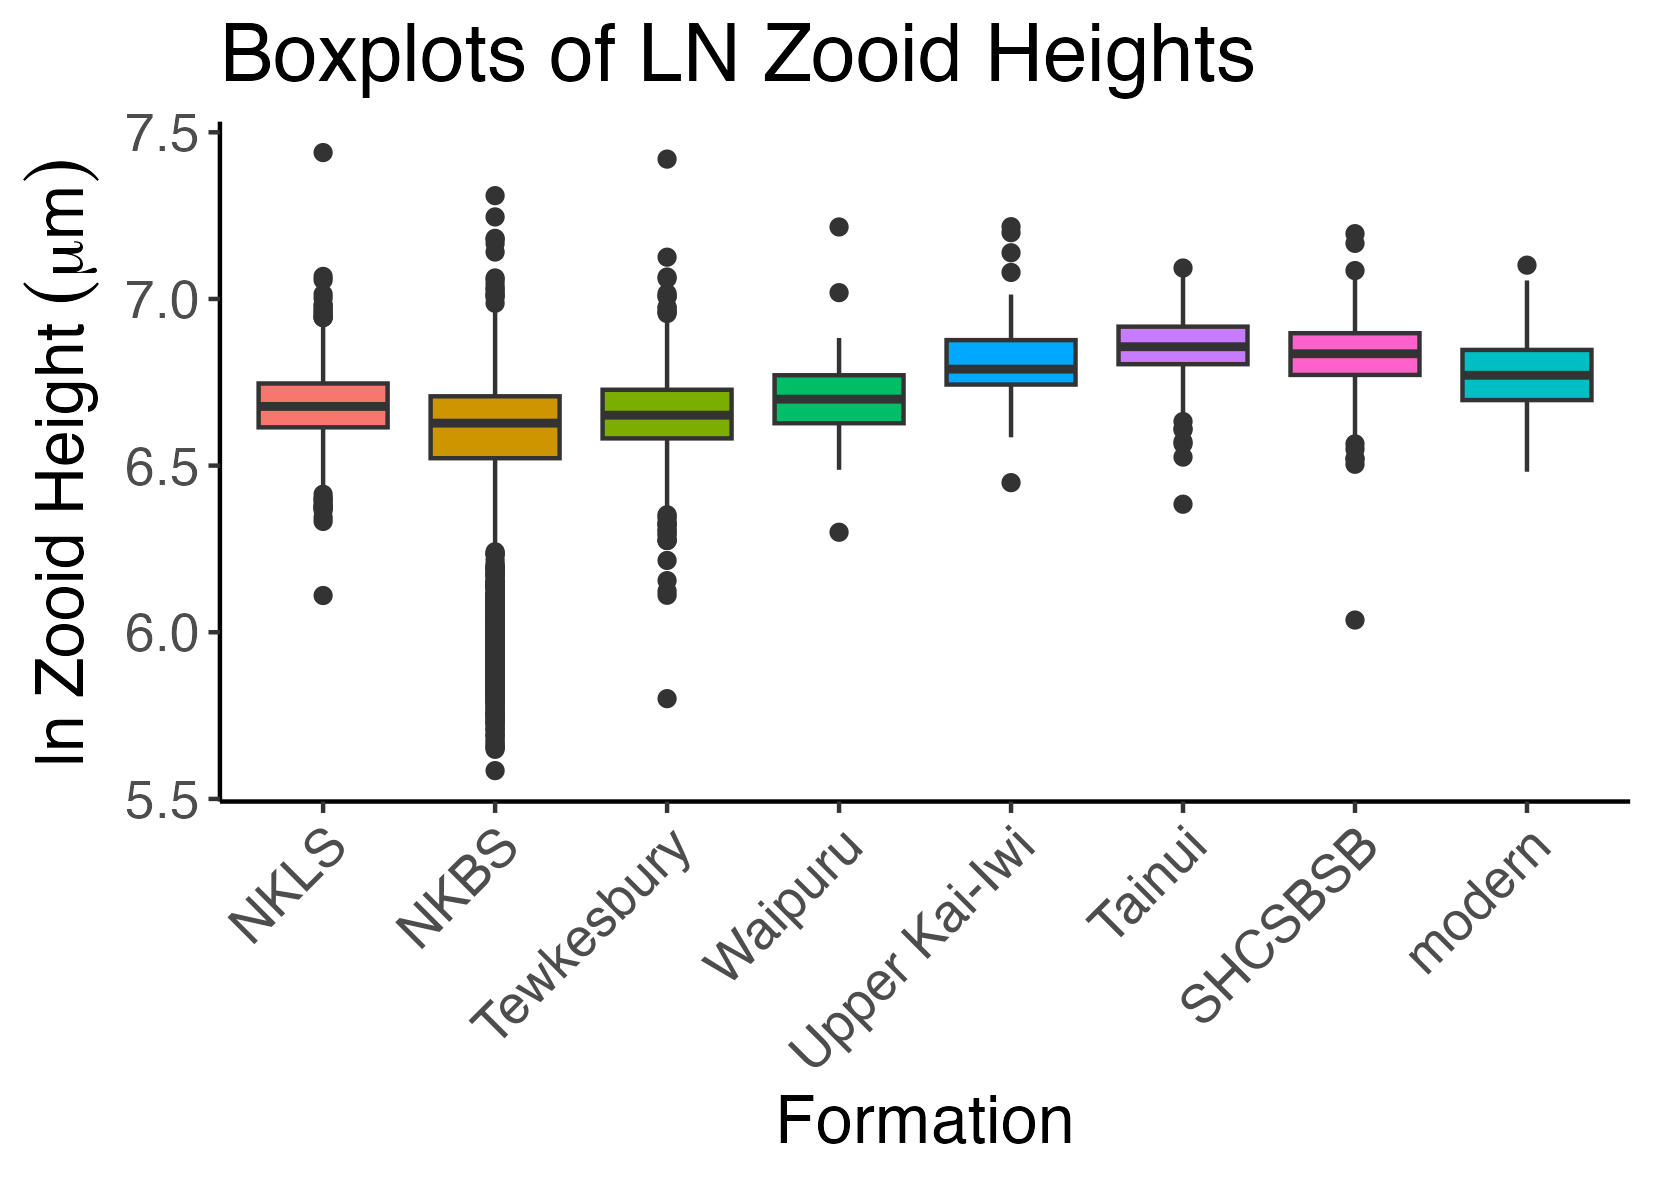 Boxplots of LN Zooid Heights
ln Zooid Height (μm)
7.5
7.0
6.5
6.0
5.5
NKLS
NKBS
Tewkesbury
Waipuru
Upper Kai-Iwi
Tainui
SHCSBSB
modern
Formation